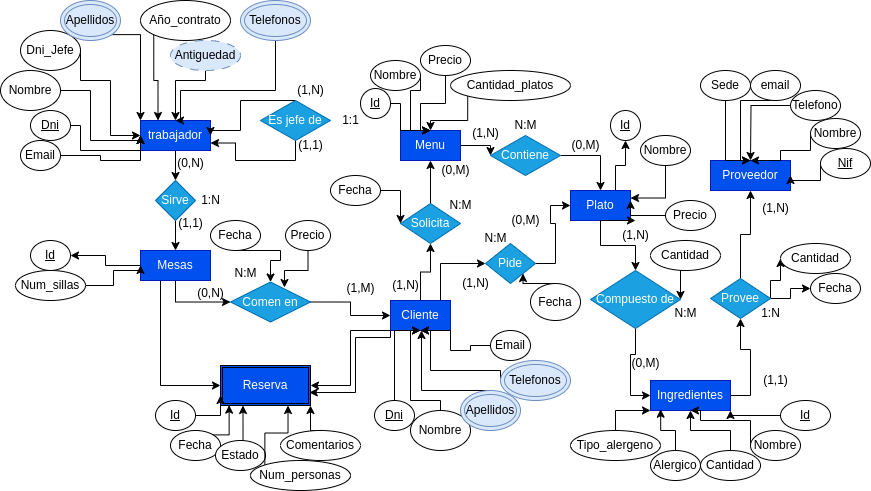 Apellidos
Año_contrato
Telefonos
Dni_Jefe
Antiguedad
Nombre
(1,N)
Dni
trabajador
Es jefe de
1:1
Email
(0,N)
(1,1)
Sirve
1:N
(1,1)
Id
Mesas
Num_sillas
Fecha
Precio
N:M
(0,N)
Comen en
(1,M)
Nombre
Precio
Cantidad_platos
Id
Menu
(1,N)
N:M
Contiene
(0,M)
(0,M)
Fecha
Solicita
N:M
(1,N)
Cliente
Id
Nombre
Plato
Precio
(0,M)
N:M
Pide
(1,N)
Fecha
(1,N)
Cantidad
Compuesto de
N:M
(0,M)
Sede
email
Telefono
Nombre
Nif
Proveedor
(1,N)
Cantidad
Fecha
Provee
1:N
(1,1)
Ingredientes
Tipo_alergeno
Alergico
Cantidad
Nombre
Id
Email
Telefonos
Apellidos
Nombre
Dni
Reserva
Id
Fecha
Estado
Comentarios
Num_personas